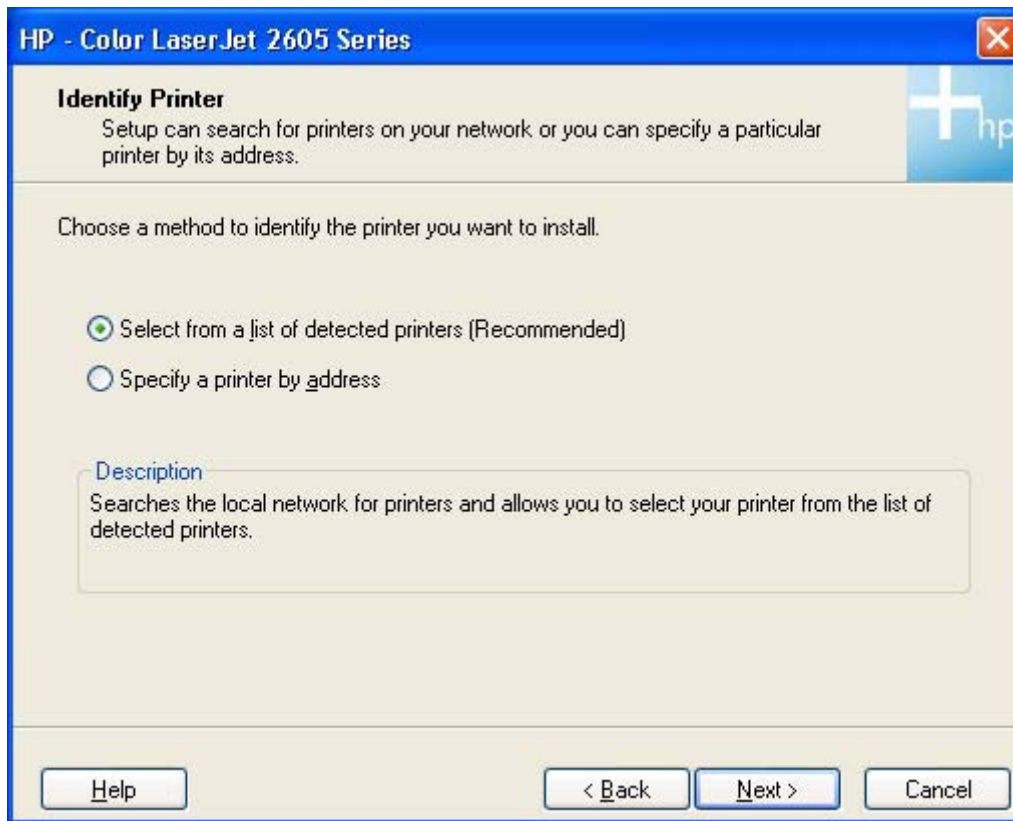 HP - Color LaserJet 2605 Series
Identify Printer
Setup can search for printers on your network or you can specify a particular
printer by its address.
hp
Choose a method to identify the printer you want to install.
Select from a list of detected printers (Recommended)
Specify a printer by address
Description
Searches the local network for printers and allows you to select your printer from the list of
detected printers.
Help
< Back
Next >
Cancel